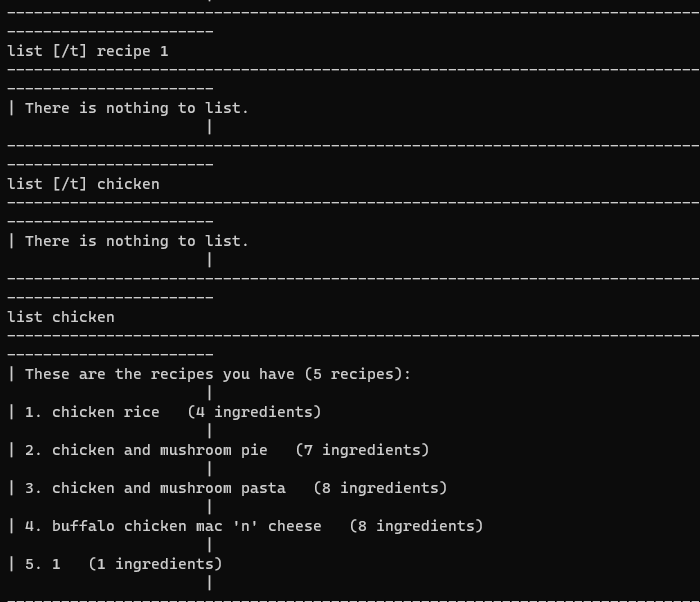 ---------------------------------------------------------------------------
-----------------------
list [/t] recipe 1
---------------------------------------------------------------------------
-----------------------
| There is nothing to list.
|
---------------------------------------------------------------------------
-----------------------
list [/t] chicken
---------------------------------------------------------------------------
-----------------------
| There is nothing to list.
|
---------------------------------------------------------------------------
-----------------------
list chicken
---------------------------------------------------------------------------
-----------------------
| These are the recipes you have (5 recipes):
|
| 1. chicken rice   (4 ingredients)
|
| 2. chicken and mushroom pie   (7 ingredients)
|
| 3. chicken and mushroom pasta   (8 ingredients)
|
| 4. buffalo chicken mac 'n' cheese   (8 ingredients)
|
| 5. 1   (1 ingredients)
|
---------------------------------------------------------------------------